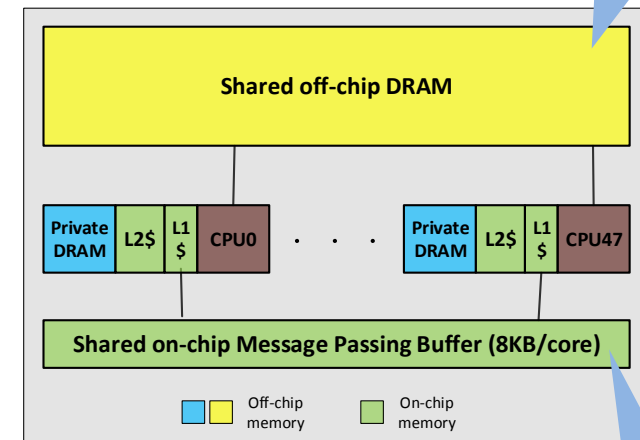 Shared off-chip DRAM
Private
DRAM
L2$
L1
$
CPU0
. . .
Private
DRAM
L2$
L1
$
CPU47
Shared on-chip Message Passing Buffer (8KB/core)
Off-chip
memory
On-chip
memory